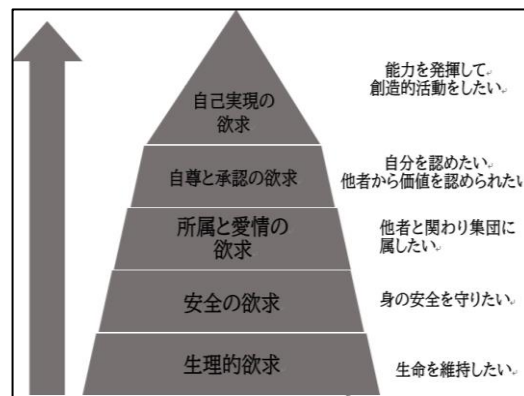 自己実現の
欲求
能力を発揮して
創造的活動をしたい。
自尊と承認の欲求
自分を認めたい。
他者から価値を認められたい
所属と愛情の
欲求
他者と関わり集団に
属したい。
安全の欲求
身の安全を守りたい。
生理的欲求
生命を維持したい。